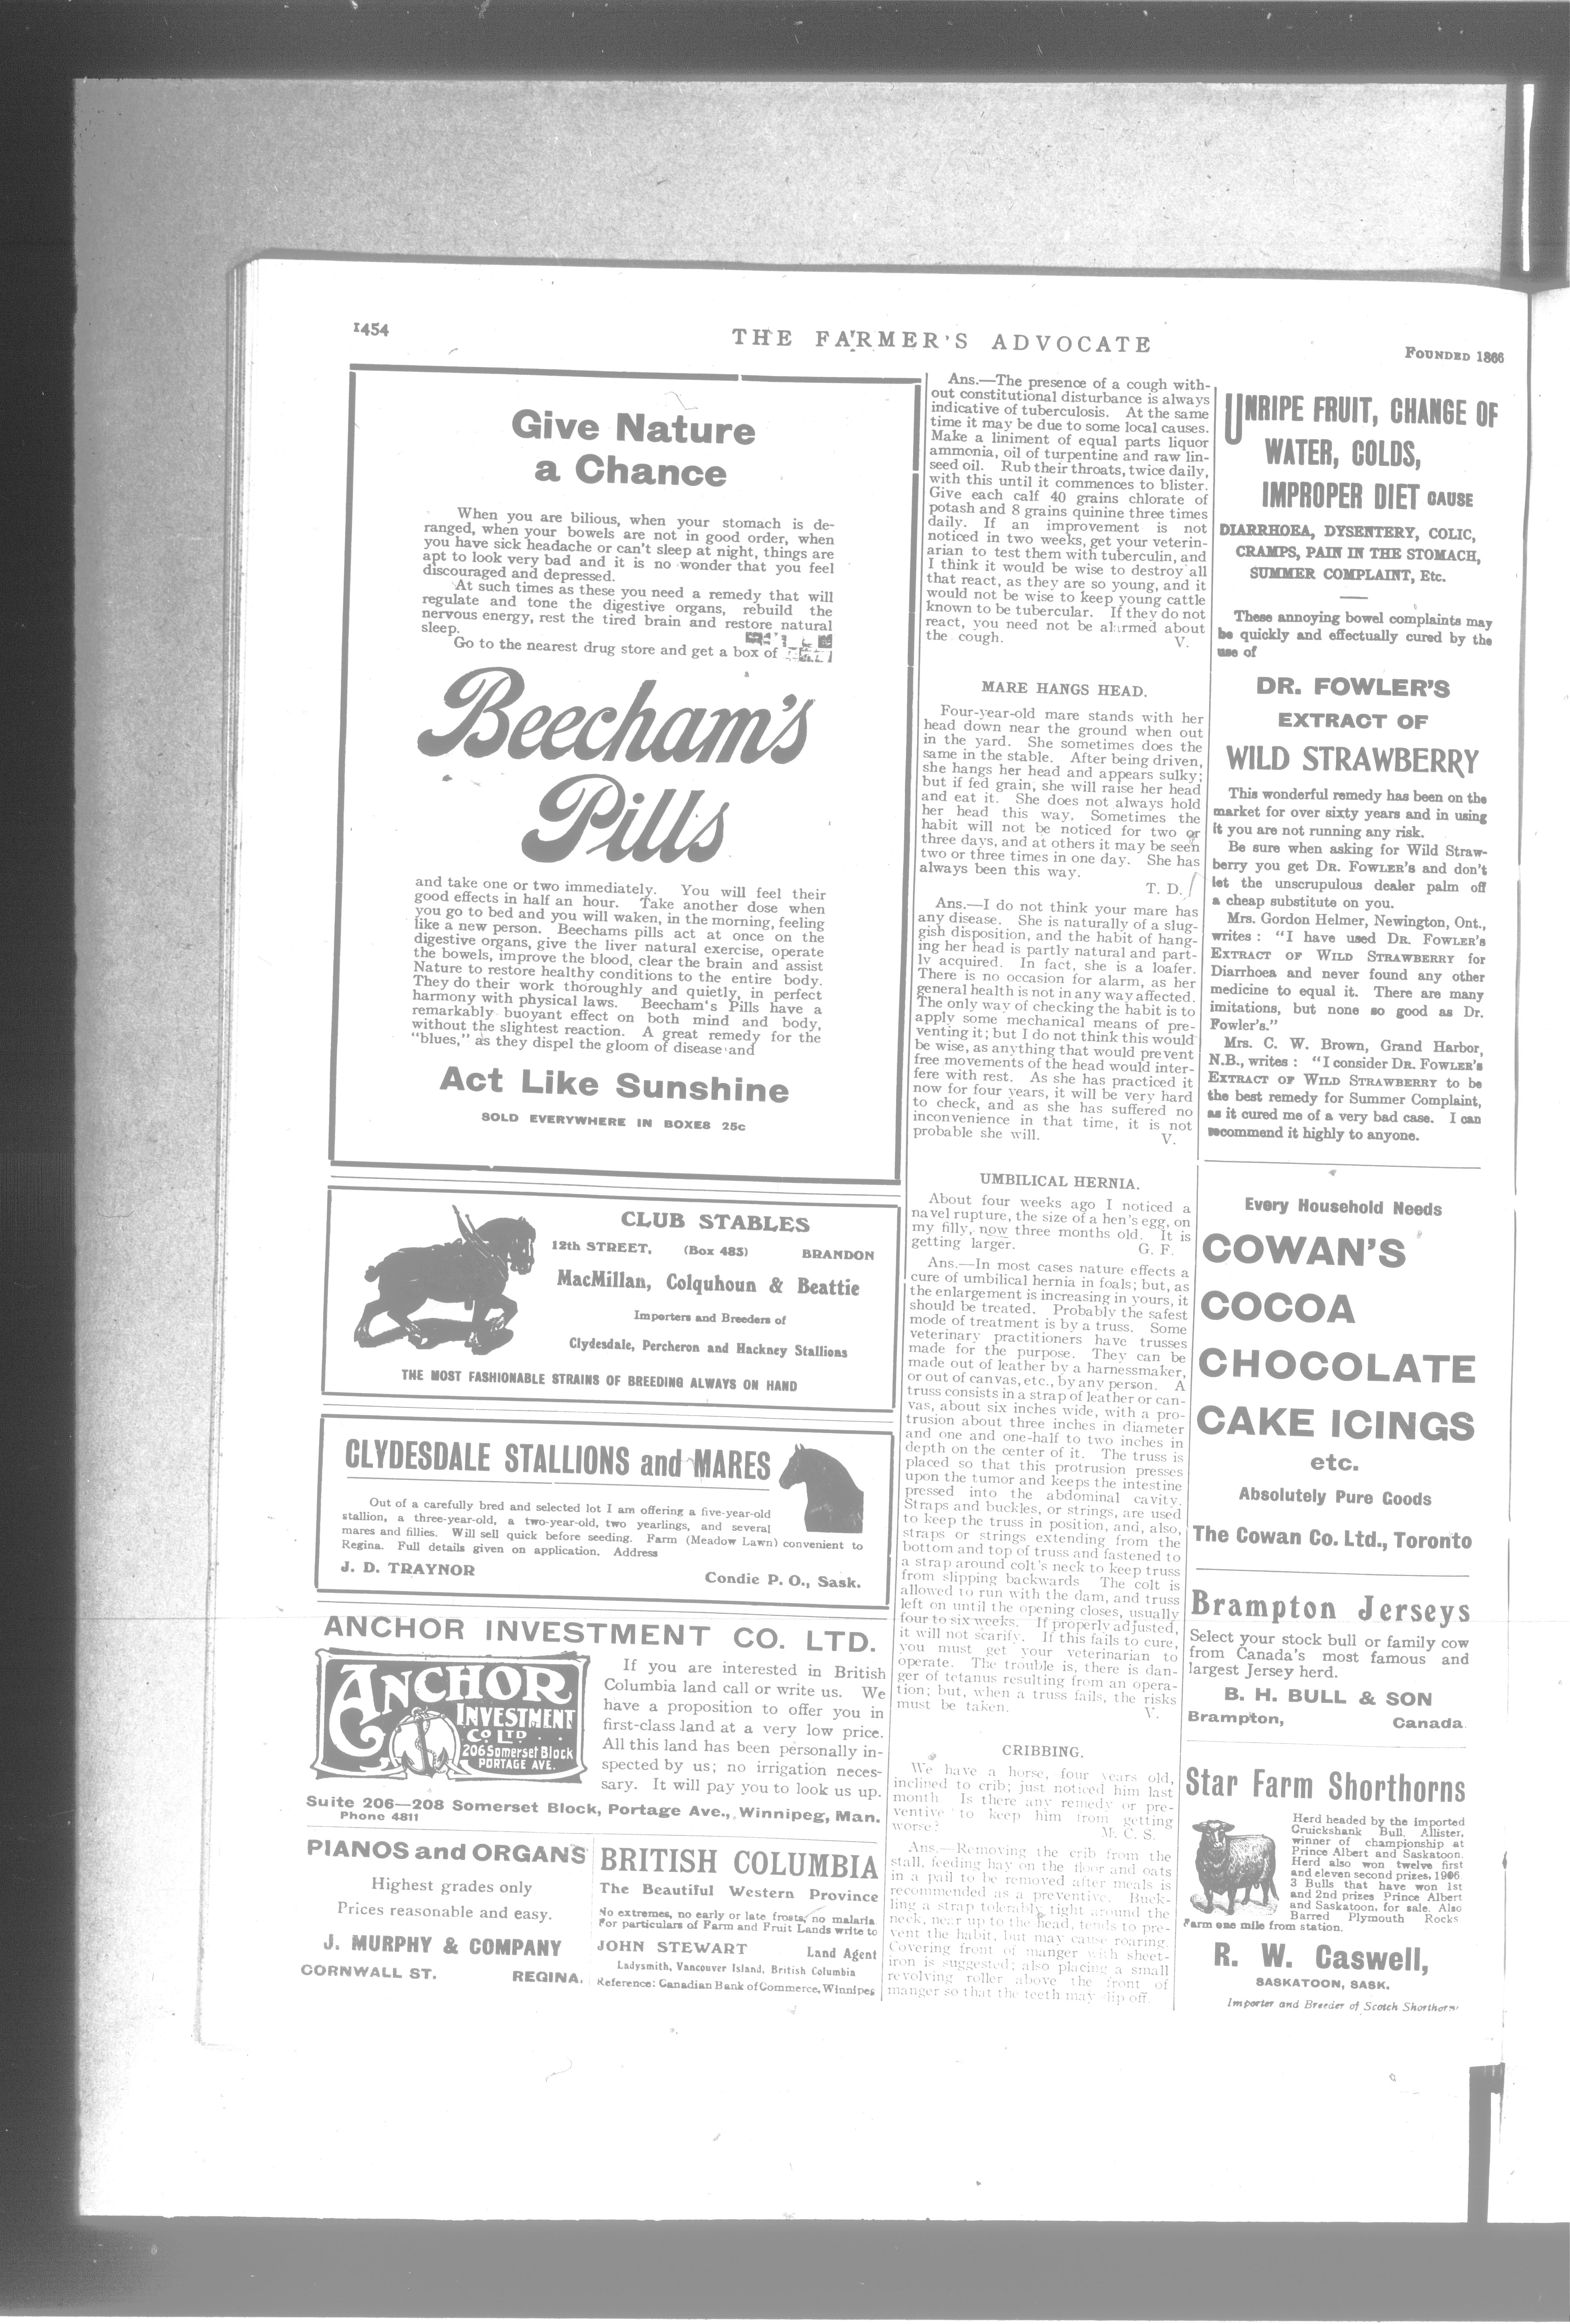 1454
THE FARMER'S ADVOCATE
FOUNDED 1866
Give Nature
a Chance
When you are bilious, when your stomach is de-
ranged, when your bowels are not in good order, when
you have sick headache or can't sleep at night, things are
apt to look very bad and it is no wonder that you feel
discouraged and depressed.
At such times as these you need a remedy that will
regulate and tone the digestive organs, rebuild the
nervous energy, rest the tired brain and restore natural
sleep.
Go to the nearest drug store and get a box of
Beecham's
Pills
and take one or two immediately. You will feel their
good effects in half an hour. Take another dose when
you go to bed and you will waken, in the morning, feeling
like a new person. Beechams pills act at once on the
digestive organs, give the liver natural exercise, operate
the bowels, improve the blood, clear the brain and assist
Nature to restore healthy conditions to the entire body.
They do their work thoroughly and quietly, in perfect
harmony with physical laws. Beecham's Pills have a
remarkably buoyant effect on both mind and body,
without the slightest reaction. A great remedy for the
"blues," as they dispel the gloom of disease and
Act Like Sunshine
SOLD EVERYWHERE IN BOXES 25c
CLUB STABLES
12th STREET, (Box 483) BRANDON
MacMillan, Colquhoun & Beattie
Importers and Breeders of
Clydesdale, Percheron and Hackney Stallions
THE MOST FASHIONABLE STRAINS OF BREEDING ALWAYS ON HAND
CLYDESDALE STALLIONS and MARES
Out of a carefully bred and selected lot I am offering a five-year-old
stallion, a three-year-old, a two-year-old, two yearlings, and several
mares and fillies. Will sell quick before seeding. Farm (Meadow Lawn) convenient to
Regina. Full details given on application. Address
J. D. TRAYNOR
Condie P. O., Sask.
ANCHOR INVESTMENT CO. LTD.
ANCHOR
INVESTMENT
CO LTD
206 Somerset Block
PORTAGE AVE.
If you are interested in British
Columbia land call or write us. We
have a proposition to offer you in
first-class land at a very low price.
All this land has been personally in-
spected by us; no irrigation neces-
sary. It will pay you to look us up.
Suite 206—208 Somerset Block, Portage Ave., Winnipeg, Man.
Phone 4811
PIANOS and ORGANS
Highest grades only
Prices reasonable and easy.
J. MURPHY & COMPANY
CORNWALL ST. REGINA.
BRITISH COLUMBIA
The Beautiful Western Province
No extremes, no early or late frosts, no malaria
For particulars of Farm and Fruit Lands write to
JOHN STEWART Land Agent
Ladysmith, Vancouver Island, British Columbia
Reference: Canadian Bank of Commerce, Winnipeg
Ans.—The presence of a cough with-
out constitutional disturbance is always
indicative of tuberculosis. At the same
time it may be due to some local causes.
Make a liniment of equal parts liquor
ammonia, oil of turpentine and raw lin-
seed oil. Rub their throats, twice daily,
with this until it commences to blister.
Give each calf 40 grains chlorate of
potash and 8 grains quinine three times
daily. If an improvement is not
noticed in two weeks, get your veterin-
arian to test them with tuberculin, and
I think it would be wise to destroy all
that react, as they are so young, and it
would not be wise to keep young cattle
known to be tubercular. If they do not
react, you need not be alarmed about
the cough. V.
MARE HANGS HEAD.
Four-year-old mare stands with her
head down near the ground when out
in the yard. She sometimes does the
same in the stable. After being driven,
she hangs her head and appears sulky;
but if fed grain, she will raise her head
and eat it. She does not always hold
her head this way. Sometimes the
habit will not be noticed for two or
three days, and at others it may be seen
two or three times in one day. She has
always been this way.
T. D.
Ans.—I do not think your mare has
any disease. She is naturally of a slug-
gish disposition, and the habit of hang-
ing her head is partly natural and part-
ly acquired. In fact, she is a loafer.
There is no occasion for alarm, as her
general health is not in any way affected.
The only way of checking the habit is to
apply some mechanical means of pre-
venting it; but I do not think this would
be wise, as anything that would prevent
free movements of the head would inter-
fere with rest. As she has practiced it
now for four years, it will be very hard
to check, and as she has suffered no
inconvenience in that time, it is not
probable she will. V.
UMBILICAL HERNIA.
About four weeks ago I noticed a
navel rupture, the size of a hen's egg, on
my filly, now three months old. It is
getting larger. G. F.
Ans.—In most cases nature effects a
cure of umbilical hernia in foals; but, as
the enlargement is increasing in yours, it
should be treated. Probably the safest
mode of treatment is by a truss. Some
veterinary practitioners have trusses
made for the purpose. They can be
made out of leather by a harnessmaker,
or out of canvas, etc., by any person. A
truss consists in a strap of leather or can-
vas, about six inches wide, with a pro-
trusion about three inches in diameter
and one and one-half to two inches in
depth on the center of it. The truss is
placed so that this protrusion presses
upon the tumor and keeps the intestine
pressed into the abdominal cavity.
Straps and buckles, or strings, are used
to keep the truss in position, and, also,
straps or strings extending from the
bottom and top of truss and fastened to
a strap around colt's neck to keep truss
from slipping backwards The colt is
allowed to run with the dam, and truss
left on until the opening closes, usually
four to six weeks. If properly adjusted,
it will not scarify. If this fails to cure,
you must get your veterinarian to
operate. The trouble is, there is dan-
ger of tetanus resulting from an opera-
tion; but, when a truss fails, the risks
must be taken. V.
CRIBBING.
We have a horse, four years old,
inclined to crib; just noticed him last
month Is there any remedy or pre-
ventive to keep him from getting
worse? M. C. S.
Ans.—Removing the crib from the
stall, feeding hay on the floor and oats
in a pail to be removed after meals is
recommended as a preventive. Buck-
ling a strap tolerably tight around the
neck, near up to the head, tends to pre-
vent the habit, but may cause roaring.
Covering front of manger with sheet-
iron is suggested; also placing a small
revolving roller above the front of
manger so that the teeth may slip off.
UNRIPE FRUIT, CHANGE OF
WATER, COLDS,
IMPROPER DIET CAUSE
DIARRHOEA, DYSENTERY, COLIC,
CRAMPS, PAIN IN THE STOMACH,
SUMMER COMPLAINT, Etc.
These annoying bowel complaints may
be quickly and effectually cured by the
use of
DR. FOWLER'S
EXTRACT OF
WILD STRAWBERRY
This wonderful remedy has been on the
market for over sixty years and in using
it you are not running any risk.
Be sure when asking for Wild Straw-
berry you get DR. FOWLER'S and don't
let the unscrupulous dealer palm off
a cheap substitute on you.
Mrs. Gordon Helmer, Newington, Ont.,
writes: "I have used DR. FOWLER'S
EXTRACT OF WILD STRAWBERRY for
Diarrhoea and never found any other
medicine to equal it. There are many
imitations, but none so good as Dr.
Fowler's."
Mrs. C. W. Brown, Grand Harbor,
N.B., writes: "I consider DR. FOWLER'S
EXTRACT OF WILD STRAWBERRY to be
the best remedy for Summer Complaint,
as it cured me of a very bad case. I can
recommend it highly to anyone.
Every Household Needs
COWAN'S
COCOA
CHOCOLATE
CAKE ICINGS
etc.
Absolutely Pure Goods
The Cowan Co. Ltd., Toronto
Brampton Jerseys
Select your stock bull or family cow
from Canada's most famous and
largest Jersey herd.
B. H. BULL & SON
Brampton, Canada.
Star Farm Shorthorns
Herd headed by the imported
Cruickshank Bull, Allister,
winner of championship at
Prince Albert and Saskatoon.
Herd also won twelve first
and eleven second prizes, 1906.
3 Bulls that have won 1st
and 2nd prizes Prince Albert
and Saskatoon, for sale. Also
Barred Plymouth Rocks
Farm one mile from station.
R. W. Caswell,
SASKATOON, SASK.
Importer and Breeder of Scotch Shorthorns